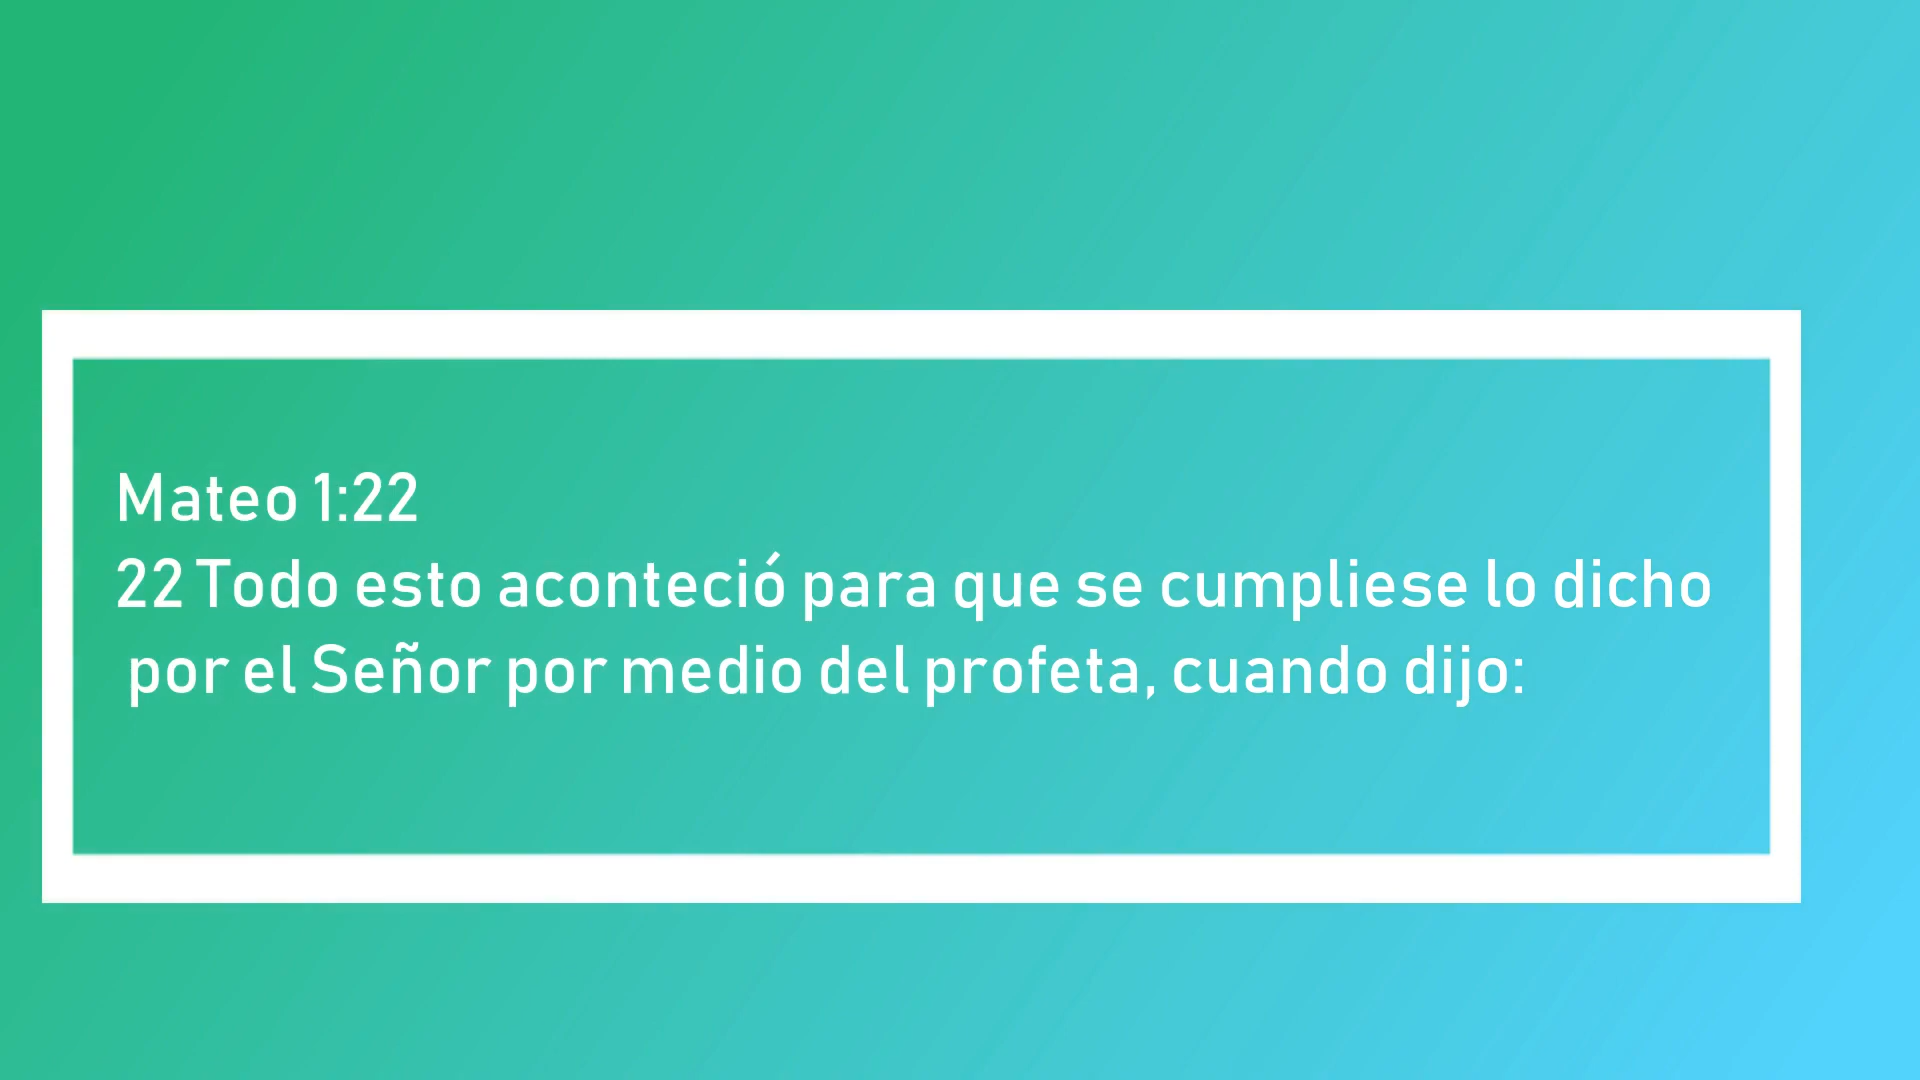 Mateo 1:22
22 Todo esto aconteció para que se cumpliese lo dicho
por el Señor por medio del profeta, cuando dijo: